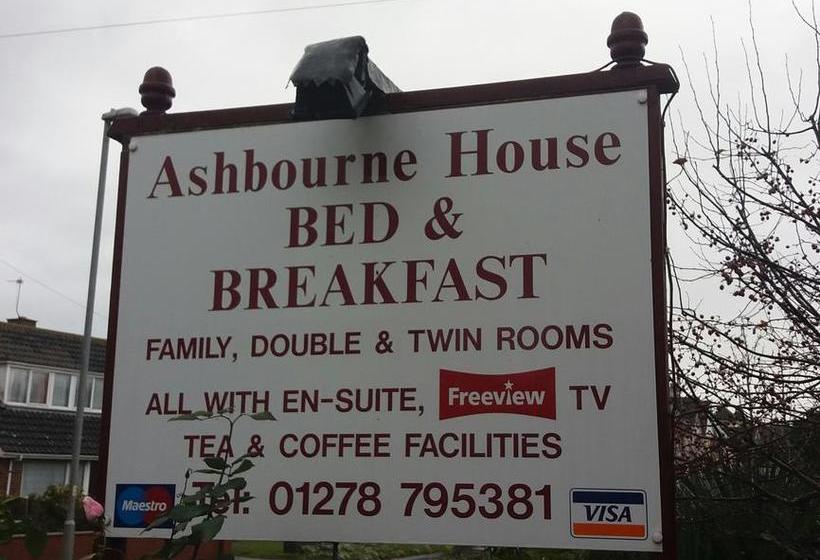 Ashbourne House
BED &
BREAKFAST
FAMILY, DOUBLE & TWIN ROOMS
ALL WITH EN-SUITE, Freeview TV
TEA & COFFEE FACILITIES
Maestro Tel: 01278 795381 VISA